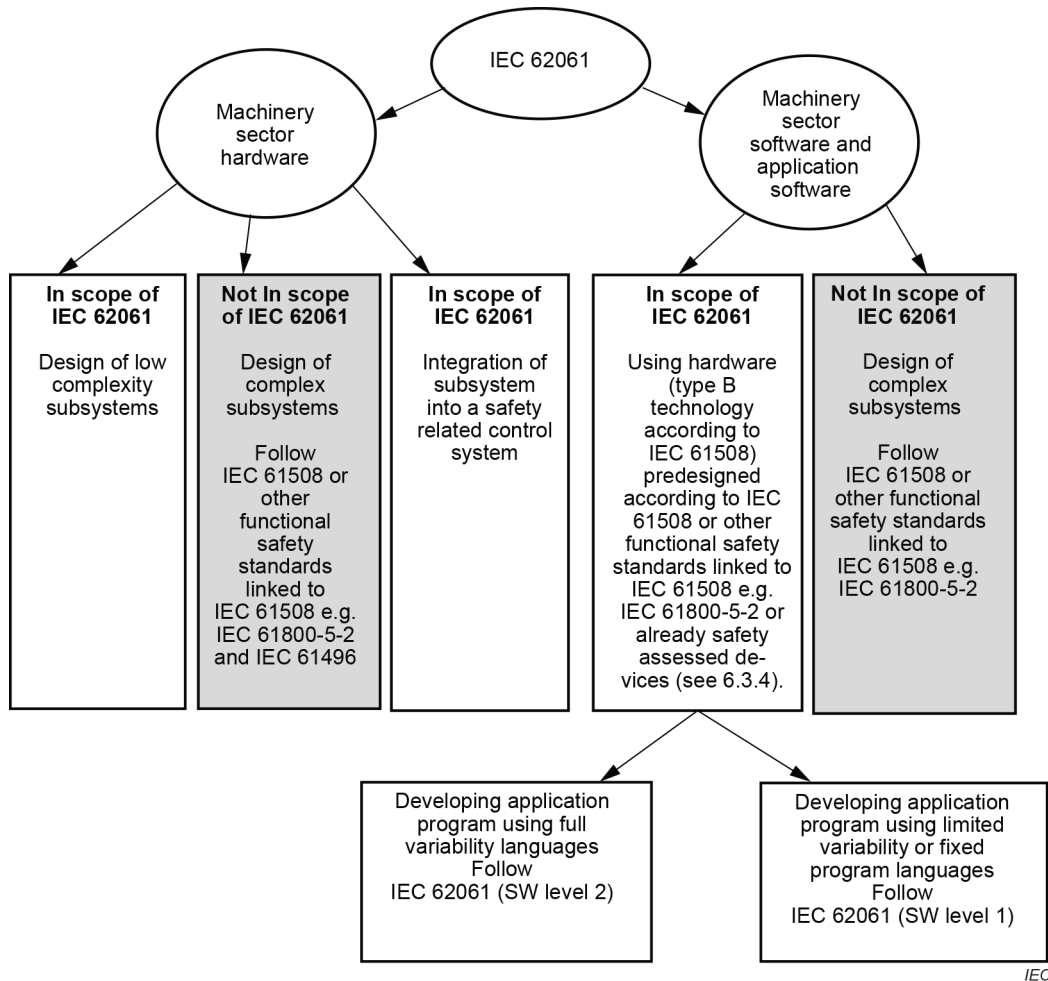 IEC 62061
Machinery
sector
hardware
Machinery
sector
software and
application
software
In scope of
IEC 62061
Design of low
complexity
subsystems
Not In scope
of IEC 62061
Design of
complex
subsystems
Follow
IEC 61508 or
other
functional
safety
standards
linked to
IEC 61508 e.g.
IEC 61800-5-2
and IEC 61496
In scope of
IEC 62061
Integration of
subsystem
into a safety
related control
system
In scope of
IEC 62061
Using hardware
(type B
technology
according to
IEC 61508)
predesigned
according to IEC
61508 or other
functional safety
standards linked to
IEC 61508 e.g.
IEC 61800-5-2 or
already safety
assessed de-
vices (see 6.3.4).
Not In scope of
IEC 62061
Design of
complex
subsystems
Follow
IEC 61508 or
other functional
safety standards
linked to
IEC 61508 e.g.
IEC 61800-5-2
Developing application
program using full
variability languages
Follow
IEC 62061 (SW level 2)
Developing application
program using limited
variability or fixed
program languages
Follow
IEC 62061 (SW level 1)
IEC